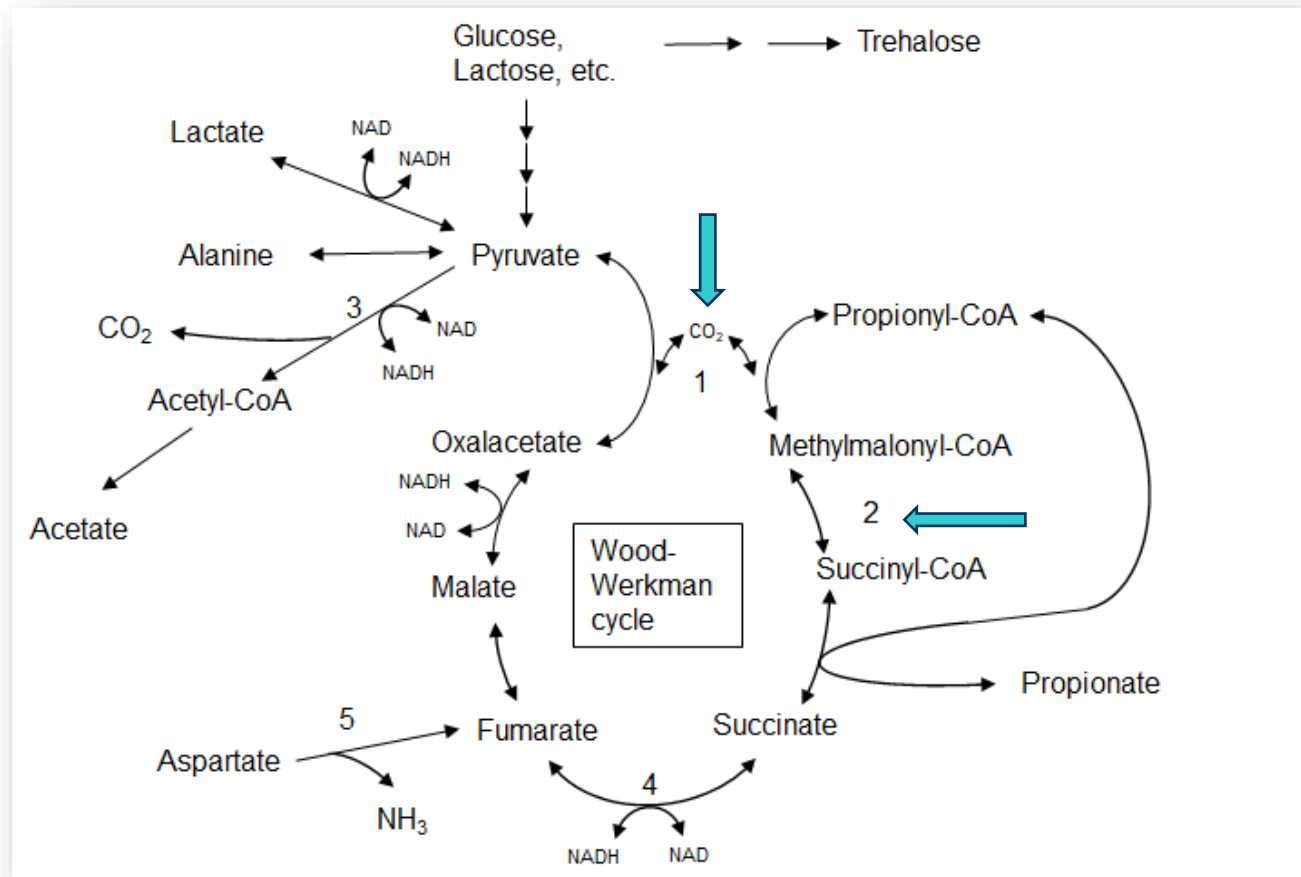 Glucose,
Lactose, etc.
Trehalose
Lactate
NAD
NADH
Alanine
Pyruvate
3
CO₂
NAD
NADH
CO₂
1
Propionyl-CoA
Acetyl-CoA
Oxalacetate
Methylmalonyl-CoA
NADH
NAD
2
Acetate
Wood-
Werkman
cycle
Succinyl-CoA
Malate
Propionate
5
Fumarate
Succinate
Aspartate
4
NH₃
NADH
NAD